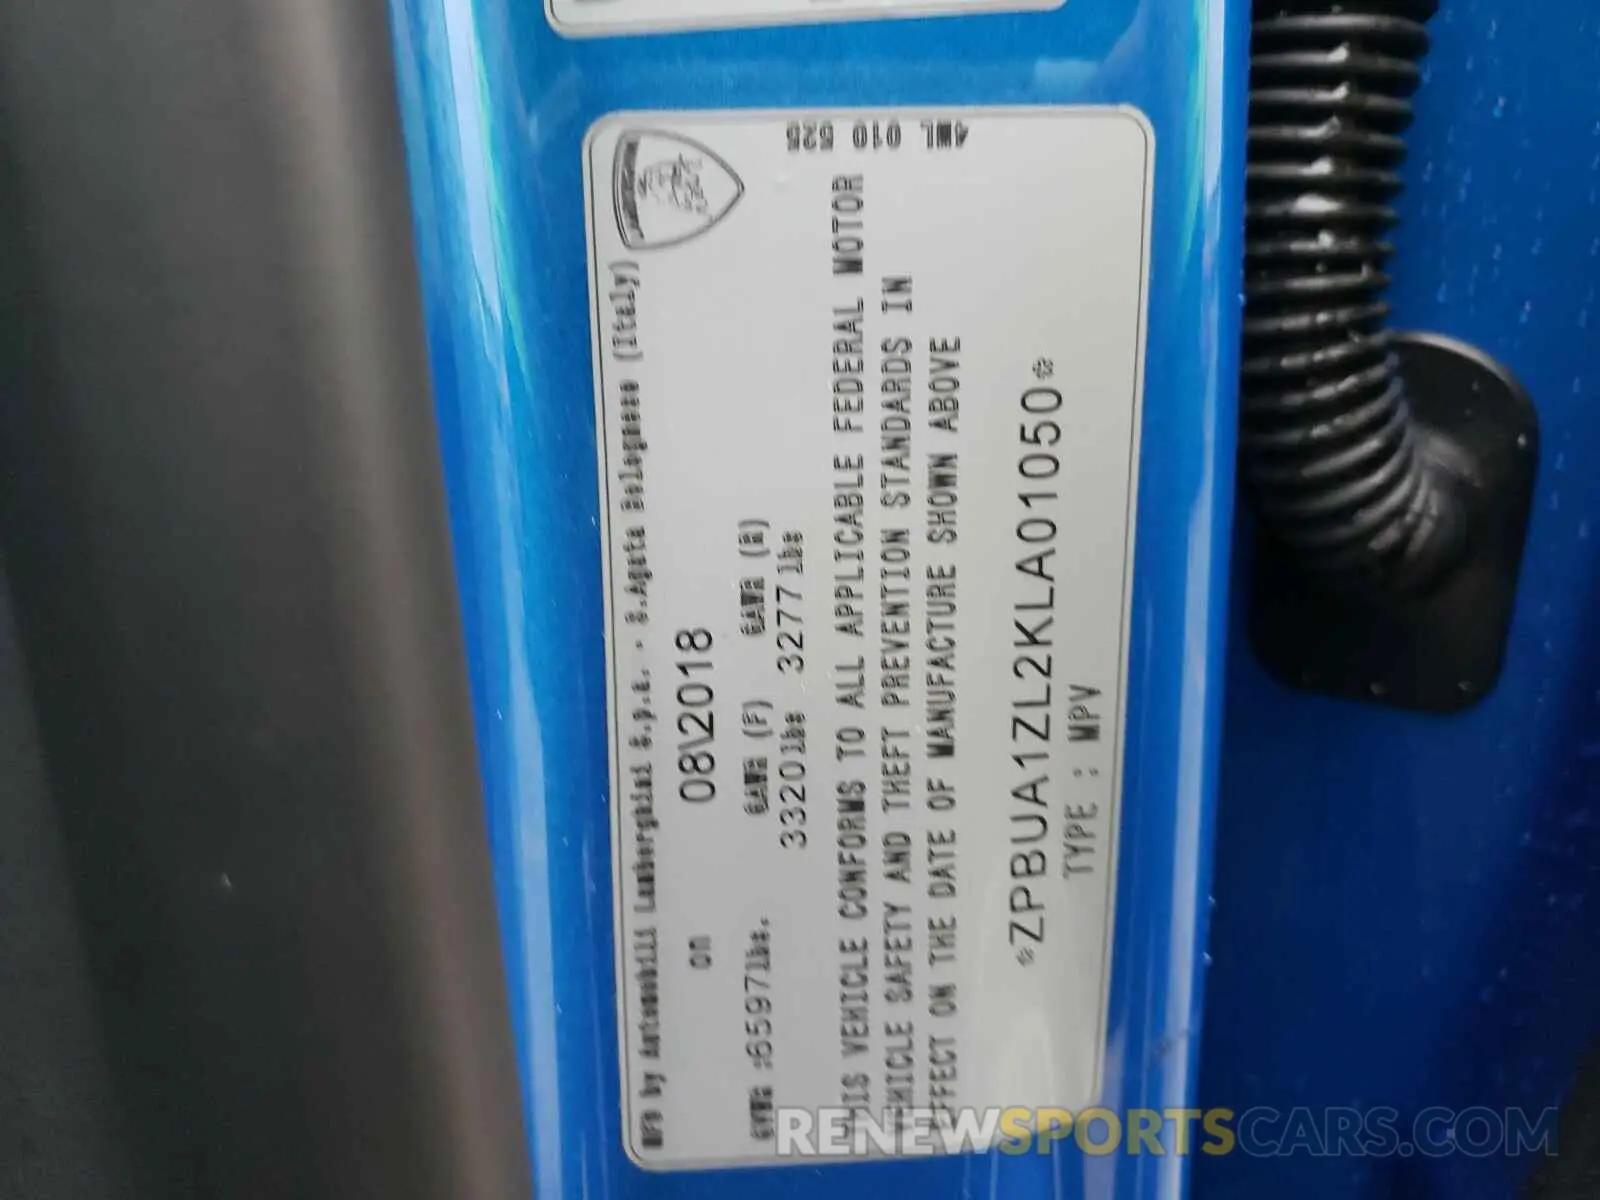 MFD by Automobili Lamborghini S.p.A. - S.Agata Bolognese (Italy)
on 08\2018
GVWR :6597lbs. GAWR (F) GAWR (R)
3320lbs 3277lbs
THIS VEHICLE CONFORMS TO ALL APPLICABLE FEDERAL MOTOR
VEHICLE SAFETY AND THEFT PREVENTION STANDARDS IN
EFFECT ON THE DATE OF MANUFACTURE SHOWN ABOVE
*ZPBUA1ZL2KLA01050*
TYPE : MPV
4ML 010 525
RENEWSPORTSCARS.COM